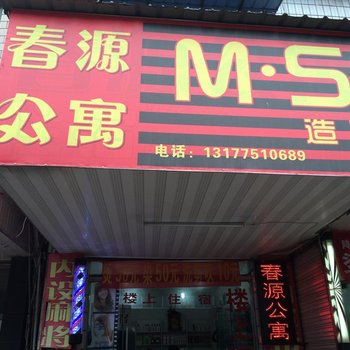 春源
公寓
M·S
造
电话：13177510689
楼上住宿
楼
春源公寓
内设麻将